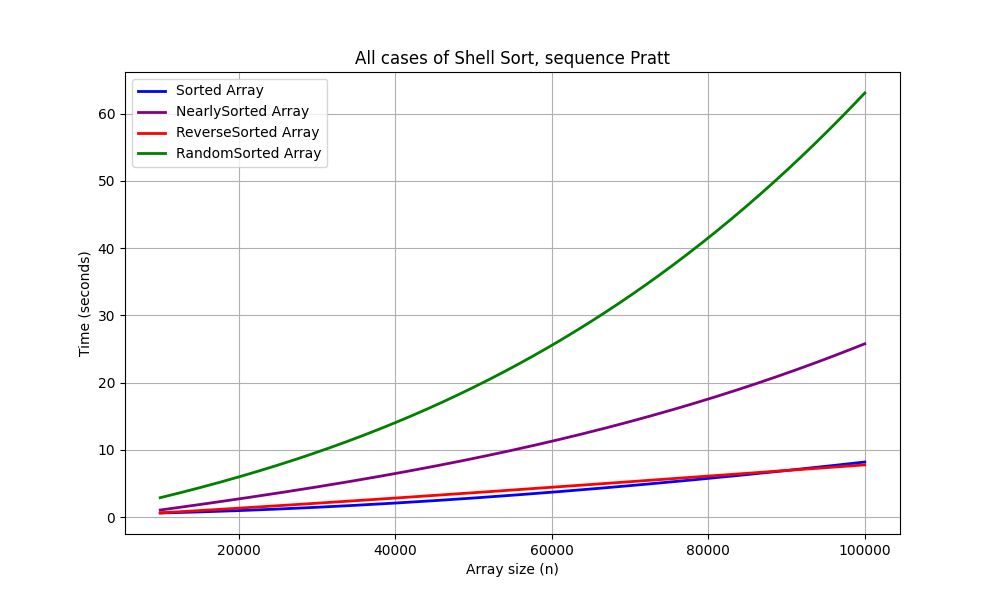 All cases of Shell Sort, sequence Pratt
Sorted Array
NearlySorted Array
ReverseSorted Array
RandomSorted Array
Time (seconds)
60
50
40
30
20
10
0
20000 40000 60000 80000 100000
Array size (n)